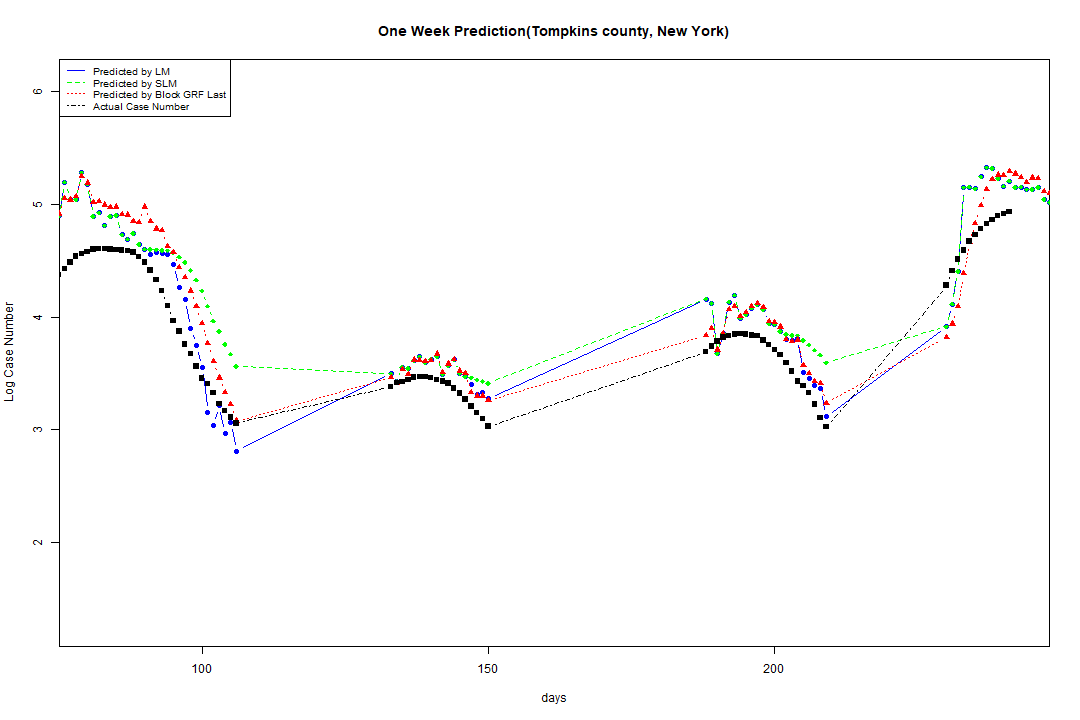 One Week Prediction(Tompkins county, New York)
Predicted by LM
Predicted by SLM
Predicted by Block GRF Last
Actual Case Number
6
5
4
3
2
Log Case Number
100
150
200
days